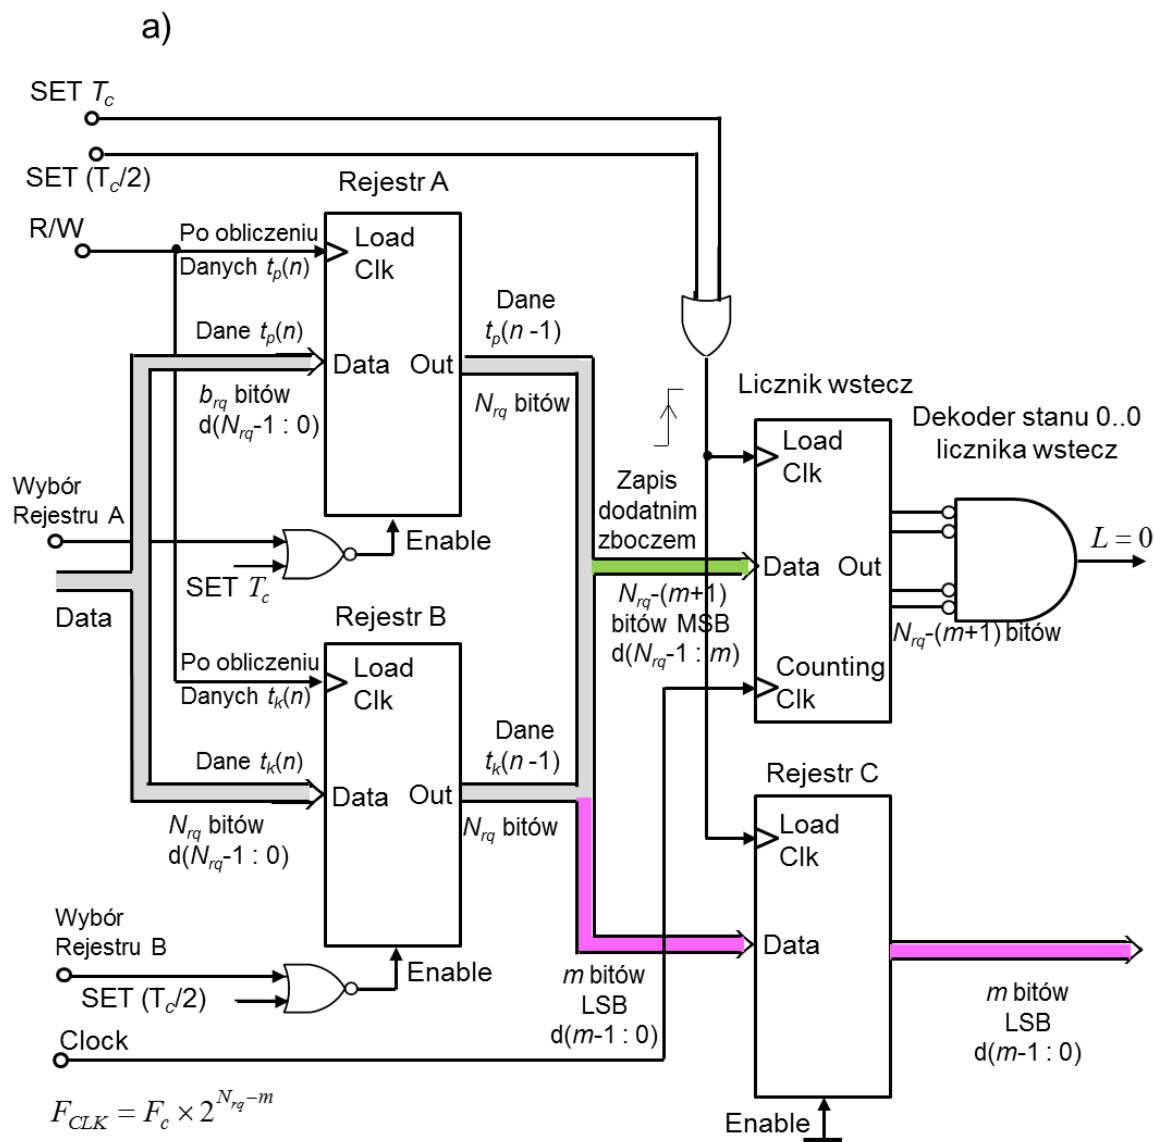 a)
SET T_c
SET (T_c/2)
R/W
Rejestr A
Po obliczeniu
Danych t_p(n)
Load
Clk
Dane t_p(n)
b_rq bitów
d(N_rq-1 : 0)
Data Out
Dane
t_p(n -1)
N_rq bitów
Wybór
Rejestru A
SET T_c
Enable
Data
Licznik wstecz
Load
Clk
Dekoder stanu 0..0
licznika wstecz
Zapis
dodatnim
zboczem
Data Out
L = 0
N_rq-(m+1)
bitów MSB
d(N_rq-1 : m)
N_rq-(m+1) bitów
Counting
Clk
Rejestr B
Po obliczeniu
Danych t_k(n)
Load
Clk
Dane t_k(n)
N_rq bitów
d(N_rq-1 : 0)
Data Out
Dane
t_k(n-1)
N_rq bitów
Rejestr C
Load
Clk
Data
Wybór
Rejestru B
SET (T_c/2)
Enable
m bitów
LSB
d(m-1 : 0)
m bitów
LSB
d(m-1 : 0)
Clock
F_CLK = F_c × 2^{N_rq−m}
Enable